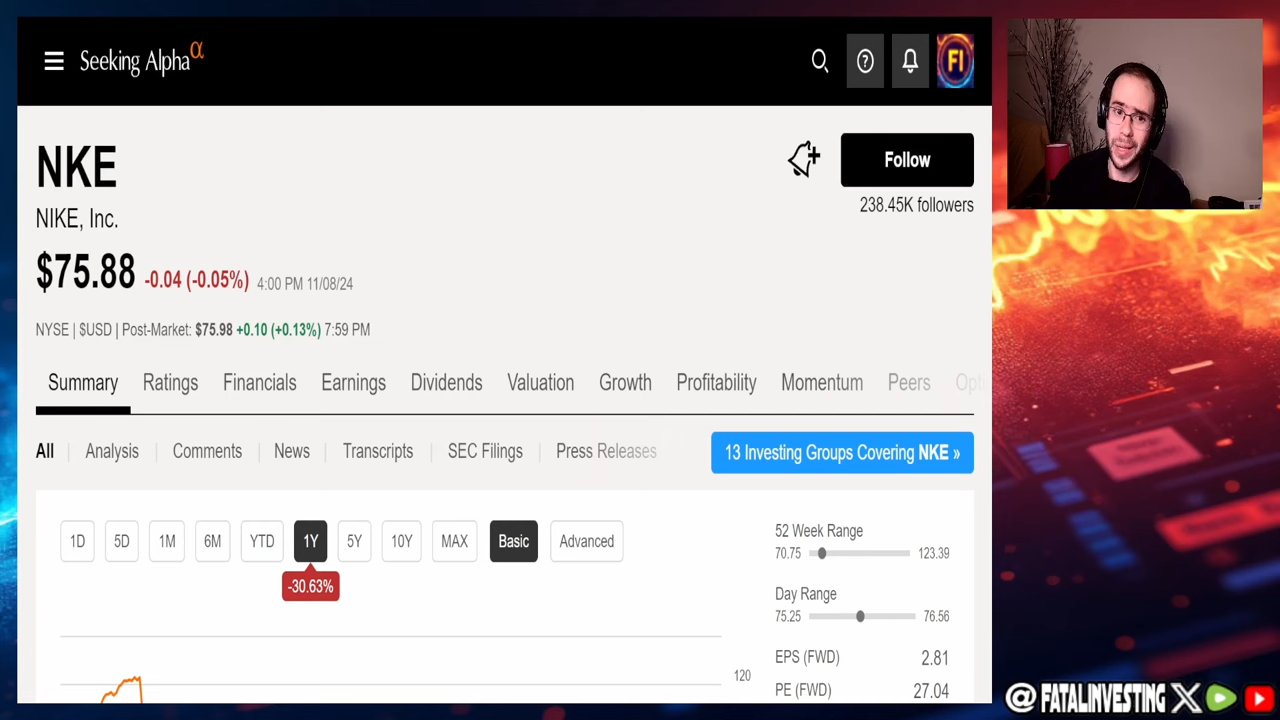 Seeking Alpha α
FI
NKE
Follow
NIKE, Inc.
238.45K followers
$75.88 -0.04 (-0.05%) 4:00 PM 11/08/24
NYSE | $USD | Post-Market: $75.98 +0.10 (+0.13%) 7:59 PM
Summary Ratings Financials Earnings Dividends Valuation Growth Profitability Momentum Peers
All | Analysis | Comments | News | Transcripts | SEC Filings | Press Releases
13 Investing Groups Covering NKE »
1D 5D 1M 6M YTD 1Y 5Y 10Y MAX Basic Advanced
-30.63%
52 Week Range
70.75 123.39
Day Range
75.25 76.56
EPS (FWD) 2.81
PE (FWD) 27.04
120
@FATALINVESTING X